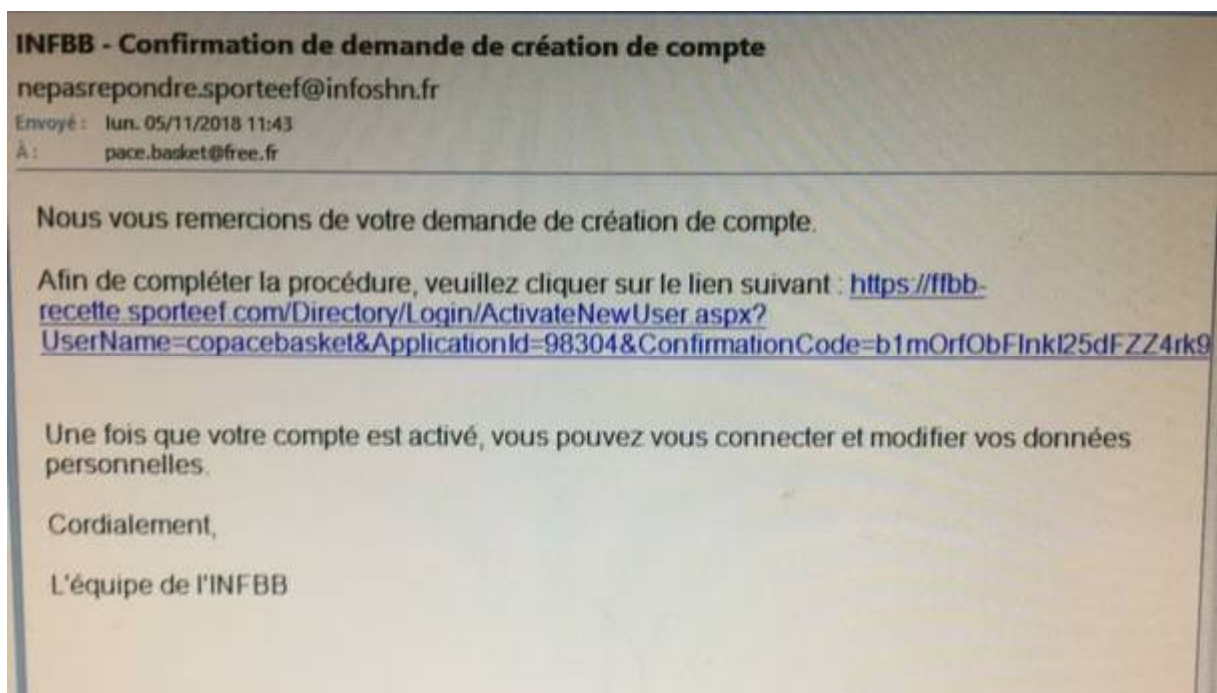 INFBB - Confirmation de demande de création de compte
nepasrepondre.sporteef@infoshn.fr
Envoyé : lun. 05/11/2018 11:43
À : pace.basket@free.fr
Nous vous remercions de votre demande de création de compte.
Afin de compléter la procédure, veuillez cliquer sur le lien suivant : https://ffbb-
recette.sporteef.com/Directory/Login/ActivateNewUser.aspx?
UserName=copacebasket&ApplicationId=98304&ConfirmationCode=b1mOrfObFlnkl25dFZZ4rk9
Une fois que votre compte est activé, vous pouvez vous connecter et modifier vos données
personnelles.
Cordialement,
L'équipe de l'INFBB